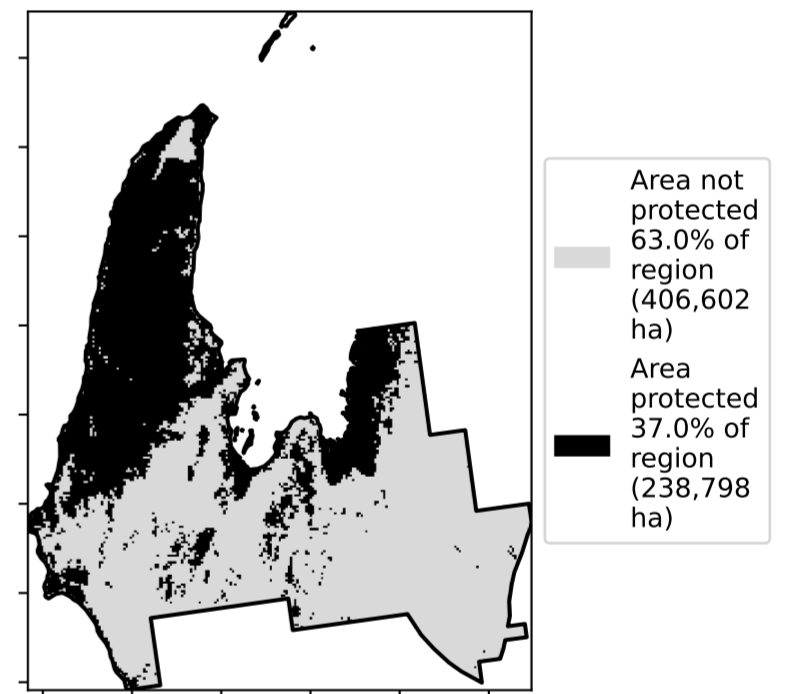 Area not
protected
63.0% of
region
(406,602
ha)
Area
protected
37.0% of
region
(238,798
ha)